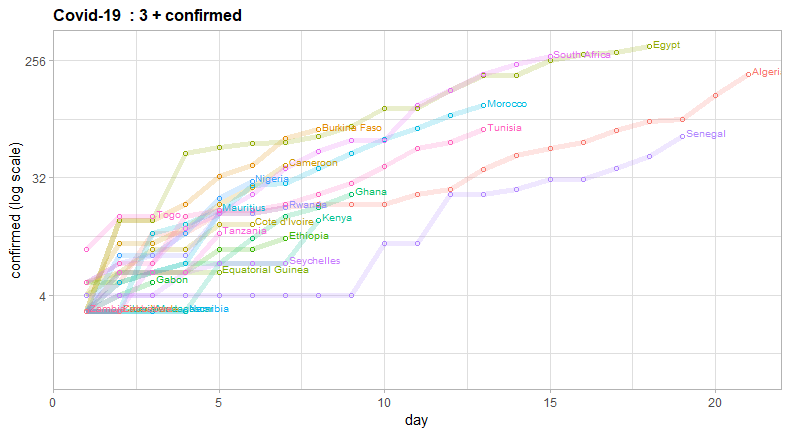 Covid-19 : 3 + confirmed
confirmed (log scale)
256
32
4
Egypt
South Africa
Algeri
Morocco
Burkina Faso
Tunisia
Senegal
Cameroon
Nigeria
Ghana
Rwanda
Mauritius
Togo
Kenya
Cote d'Ivoire
Tanzania
Ethiopia
Seychelles
Equatorial Guinea
Gabon
Namibia
0
5
10
15
20
day